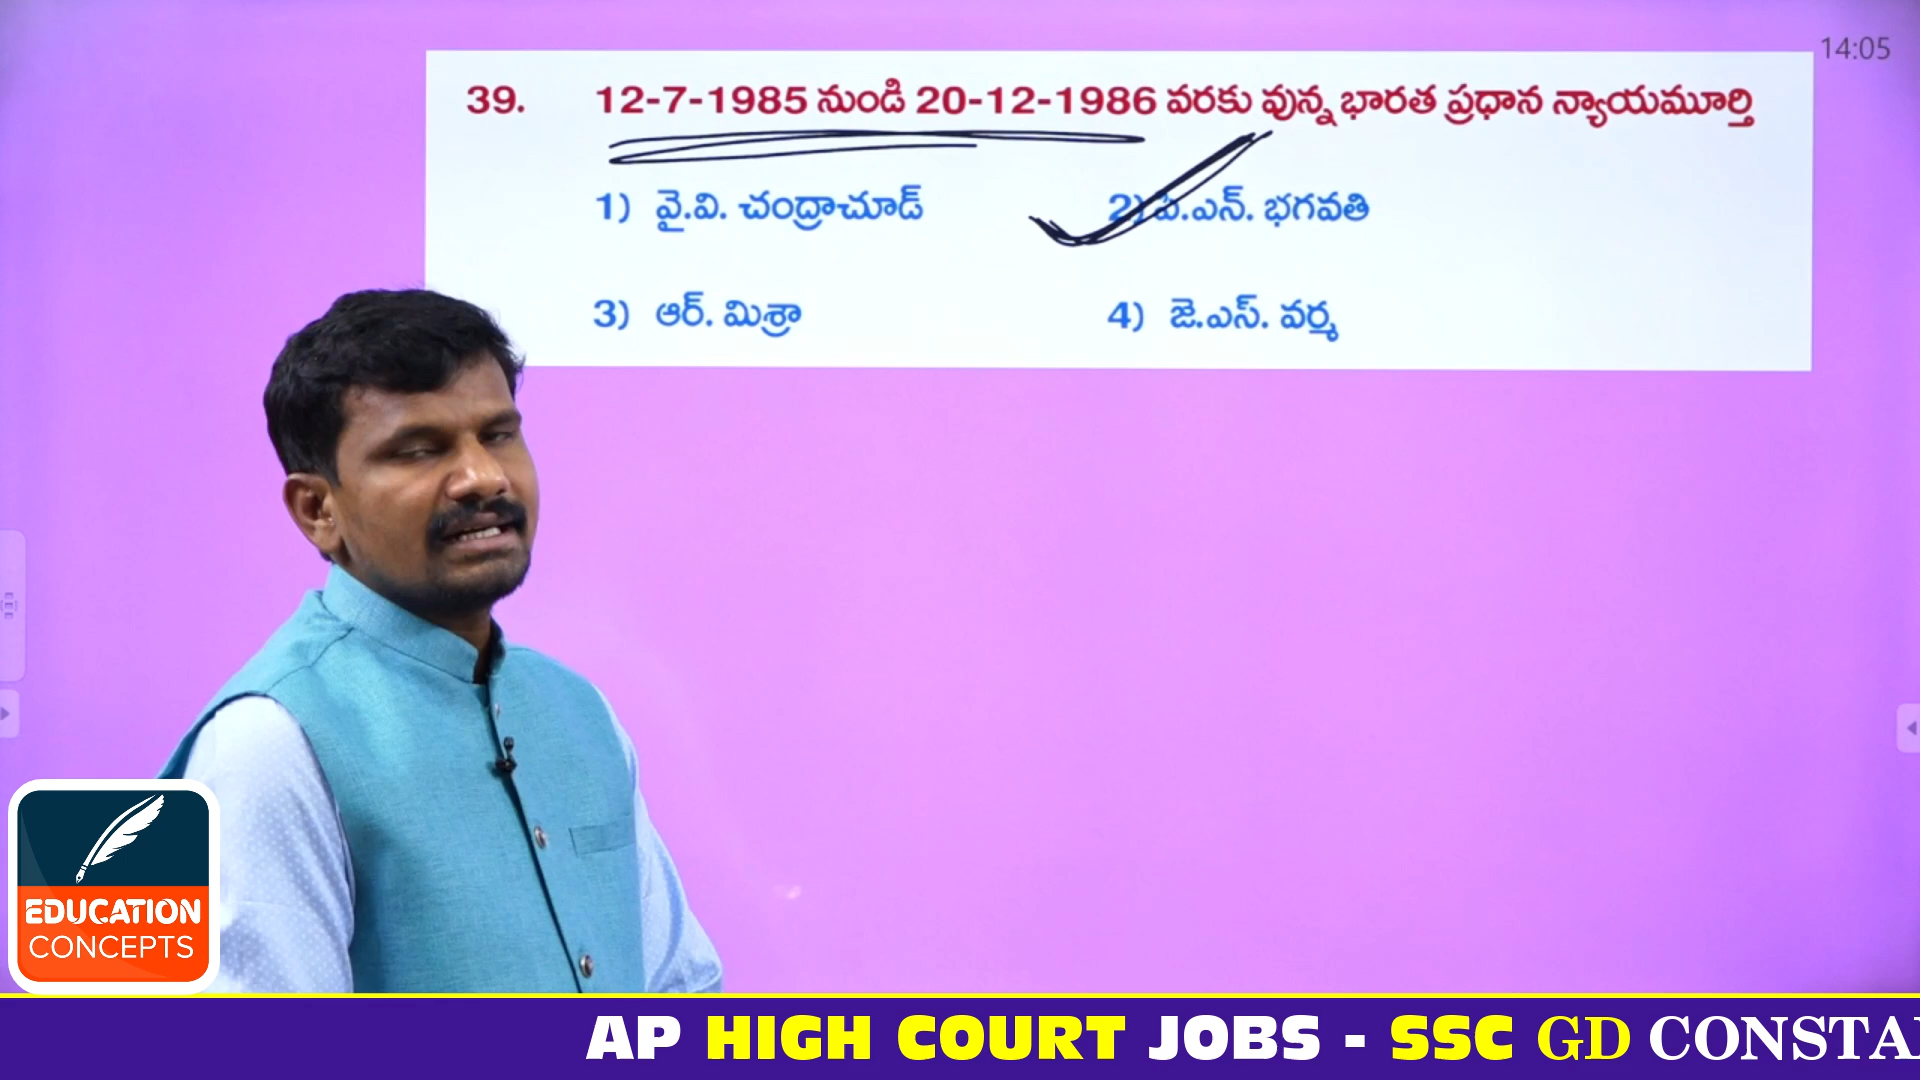 14:05
39. 12-7-1985 నుండి 20-12-1986 వరకు వున్న భారత ప్రధాన న్యాయమూర్తి
1) వై.వి. చంద్రాచూడ్ 2) పి.ఎన్. భగవతి
3) ఆర్. మిశ్రా 4) జె.ఎస్. వర్మ
EDUCATION
CONCEPTS
AP HIGH COURT JOBS - SSC GD CONSTA